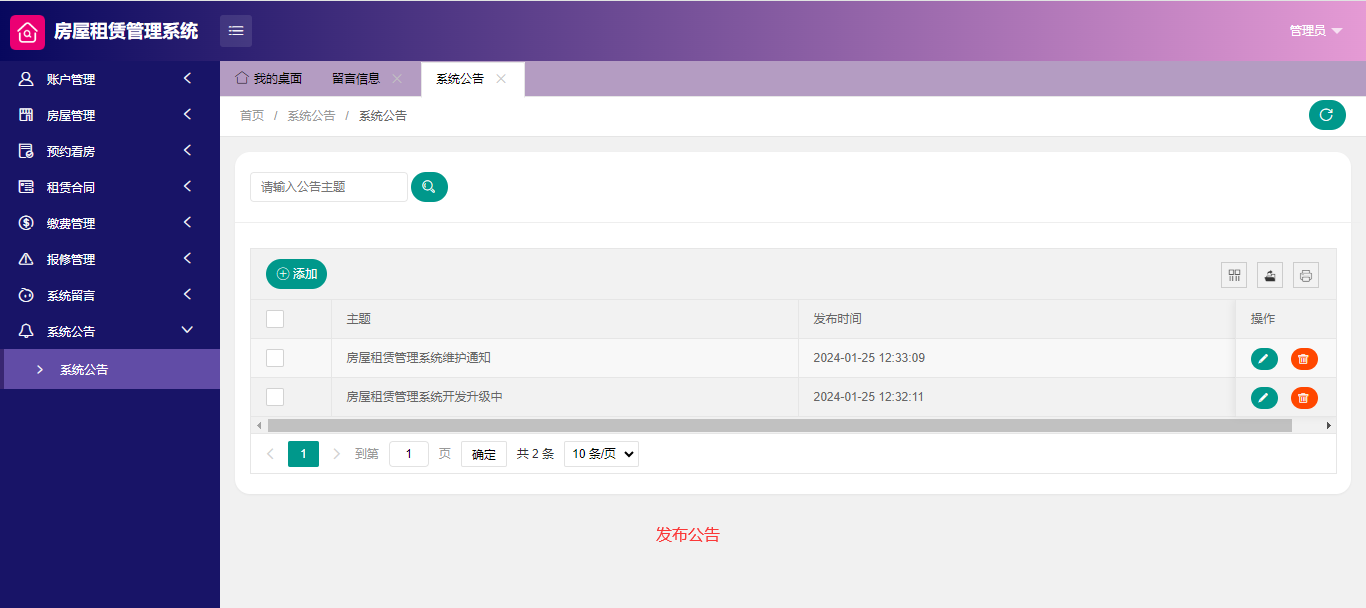 房屋租赁管理系统
管理员
账户管理
房屋管理
预约看房
租赁合同
缴费管理
报修管理
系统留言
系统公告
系统公告
我的桌面 留言信息 系统公告
首页 / 系统公告 / 系统公告
请输入公告主题
添加
主题 发布时间 操作
房屋租赁管理系统维护通知 2024-01-25 12:33:09
房屋租赁管理系统开发升级中 2024-01-25 12:32:11
1 到第 1 页 确定 共 2 条 10 条/页
发布公告